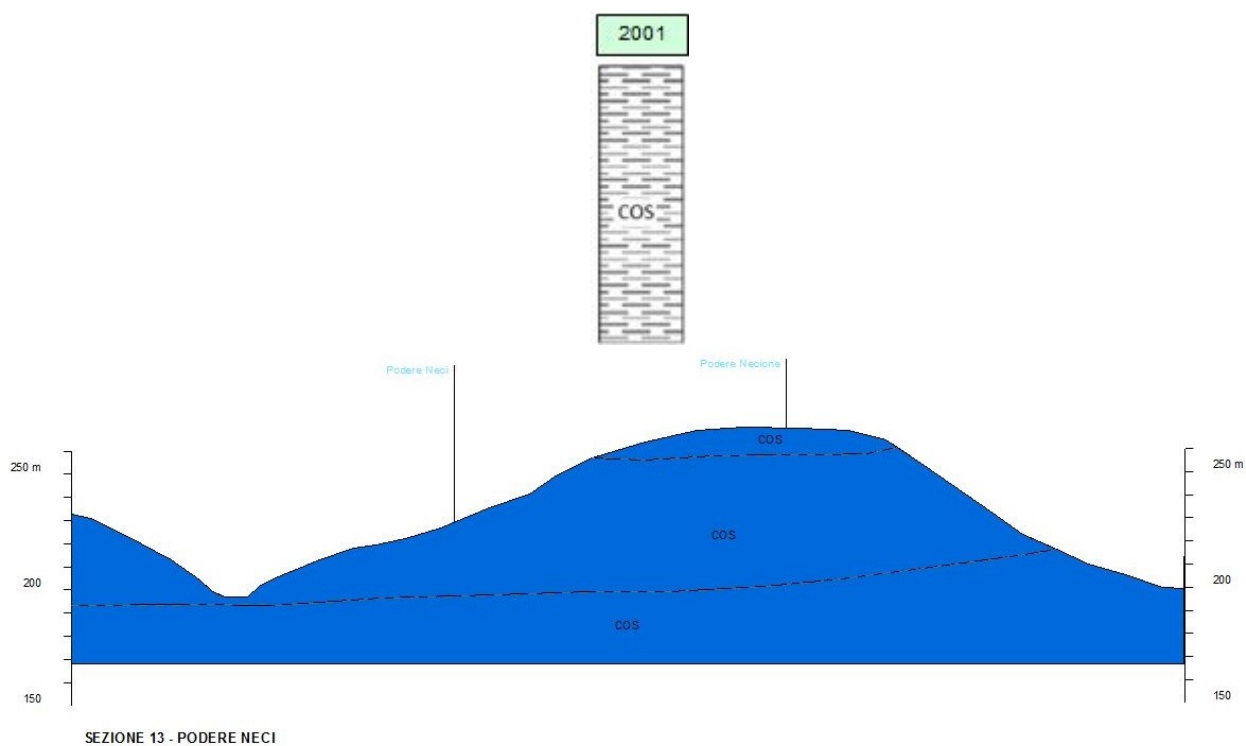 2001
COS
Podere Neci
Podere Necione
COS
250 m
250 m
COS
200
200
COS
150
150
SEZIONE 13 - PODERE NECI